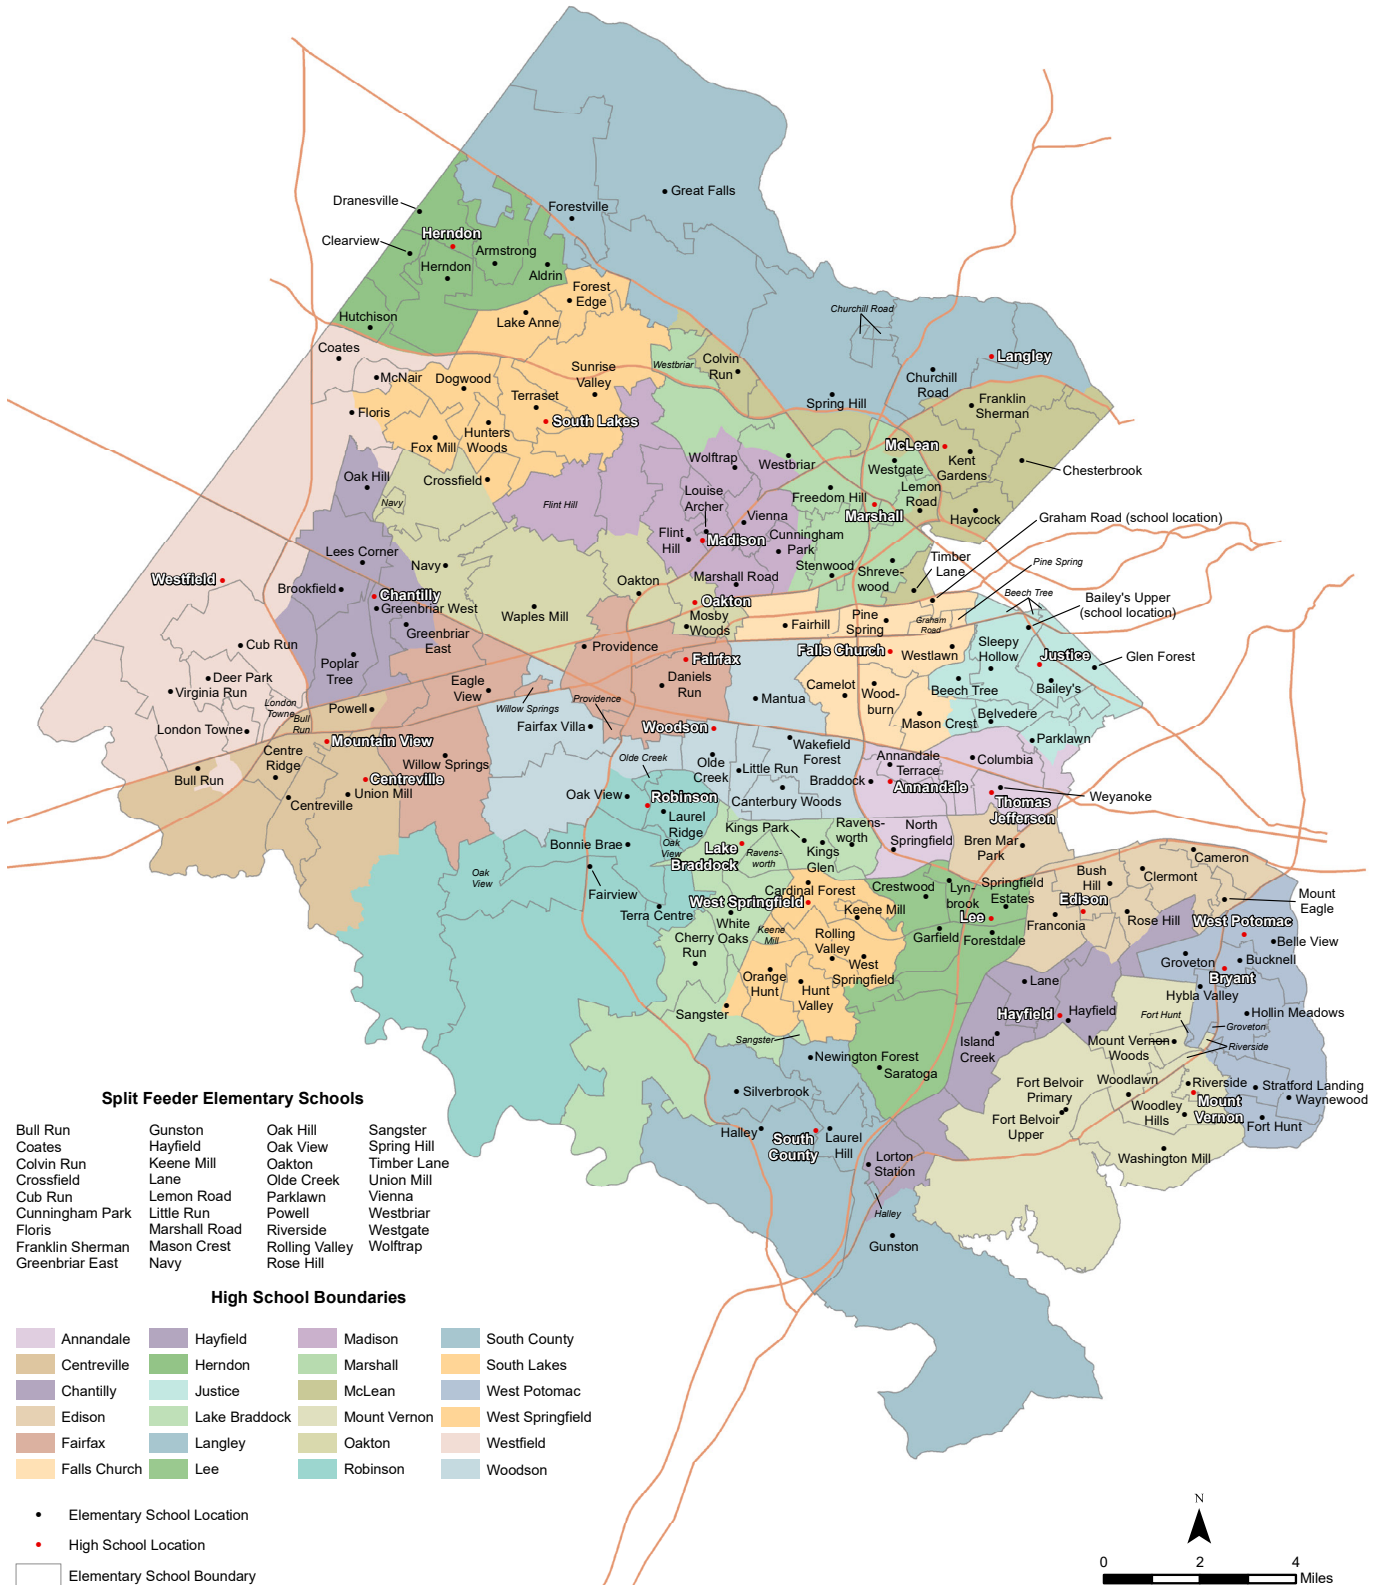 Great Falls
Dranesville
Forestville
Herndon
Clearview
Armstrong
Herndon
Aldrin
Forest
Edge
Hutchison
Lake Anne
Churchill Road
Coates
Langley
Sunrise
Valley
Westbriar
Colvin
Run
McNair
Dogwood
Churchill
Road
Terraset
Spring Hill
Franklin
Sherman
Floris
South Lakes
Hunters
Woods
Fox Mill
McLean
Wolftrap
Westbriar
Westgate
Kent
Gardens
Chesterbrook
Oak Hill
Crossfield
Louise
Archer
Freedom Hill
Lemon
Road
Navy
Flint Hill
Vienna
Marshall
Haycock
Graham Road (school location)
Flint
Hill
Madison
Cunningham
Park
Lees Corner
Navy
Timber
Lane
Pine Spring
Westfield
Oakton
Marshall Road
Stenwood
Shreve-
wood
Brookfield
Chantilly
Beech Tree
Bailey's Upper
(school location)
Greenbriar West
Waples Mill
Oakton
Mosby
Woods
Fairhill
Pine
Spring
Graham
Road
Greenbriar
East
Sleepy
Hollow
Cub Run
Providence
Fairfax
Falls Church
Westlawn
Justice
Glen Forest
Poplar
Tree
Deer Park
Virginia Run
Eagle
View
Daniels
Run
Camelot
Wood-
burn
Beech Tree
Bailey's
London
Towne
Powell
Willow Springs
Providence
Mantua
Bull
Run
Fairfax Villa
Woodson
Mason Crest
Belvedere
London Towne
Mountain View
Wakefield
Forest
Parklawn
Centre
Ridge
Willow Springs
Olde Creek
Olde
Creek
Little Run
Annandale
Terrace
Columbia
Bull Run
Centreville
Braddock
Annandale
Union Mill
Centreville
Oak View
Robinson
Canterbury Woods
Weyanoke
Thomas
Jefferson
Laurel
Ridge
Kings Park
Ravens-
worth
North
Springfield
Bonnie Brae
Oak
View
Lake
Braddock
Ravens-
worth
Kings
Glen
Bren Mar
Park
Cameron
Oak
View
Fairview
Cardinal Forest
Crestwood
Lyn-
brook
Springfield
Estates
Bush
Hill
Clermont
Terra Centre
West Springfield
Keene Mill
Lee
Edison
Mount
Eagle
White
Oaks
Keene
Mill
Franconia
Rose Hill
West Potomac
Cherry
Run
Rolling
Valley
Garfield
Forestdale
Belle View
West
Springfield
Groveton
Bucknell
Orange
Hunt
Hunt
Valley
Lane
Bryant
Hybla Valley
Sangster
Hayfield
Hayfield
Fort Hunt
Hollin Meadows
Groveton
Sangster
Island
Creek
Mount Vernon
Woods
Riverside
Newington Forest
Saratoga
Silverbrook
Fort Belvoir
Primary
Woodlawn
Riverside
Stratford Landing
Waynewood
Fort Belvoir
Upper
Woodley
Hills
Mount
Vernon
Fort Hunt
Halley
South
County
Laurel
Hill
Lorton
Station
Washington Mill
Halley
Gunston
Split Feeder Elementary Schools
Bull Run Gunston Oak Hill Sangster
Coates Hayfield Oak View Spring Hill
Colvin Run Keene Mill Oakton Timber Lane
Crossfield Lane Olde Creek Union Mill
Cub Run Lemon Road Parklawn Vienna
Cunningham Park Little Run Powell Westbriar
Floris Marshall Road Riverside Westgate
Franklin Sherman Mason Crest Rolling Valley Wolftrap
Greenbriar East Navy Rose Hill
High School Boundaries
Annandale Hayfield Madison South County
Centreville Herndon Marshall South Lakes
Chantilly Justice McLean West Potomac
Edison Lake Braddock Mount Vernon West Springfield
Fairfax Langley Oakton Westfield
Falls Church Lee Robinson Woodson
Elementary School Location
High School Location
Elementary School Boundary
N
0 2 4
Miles